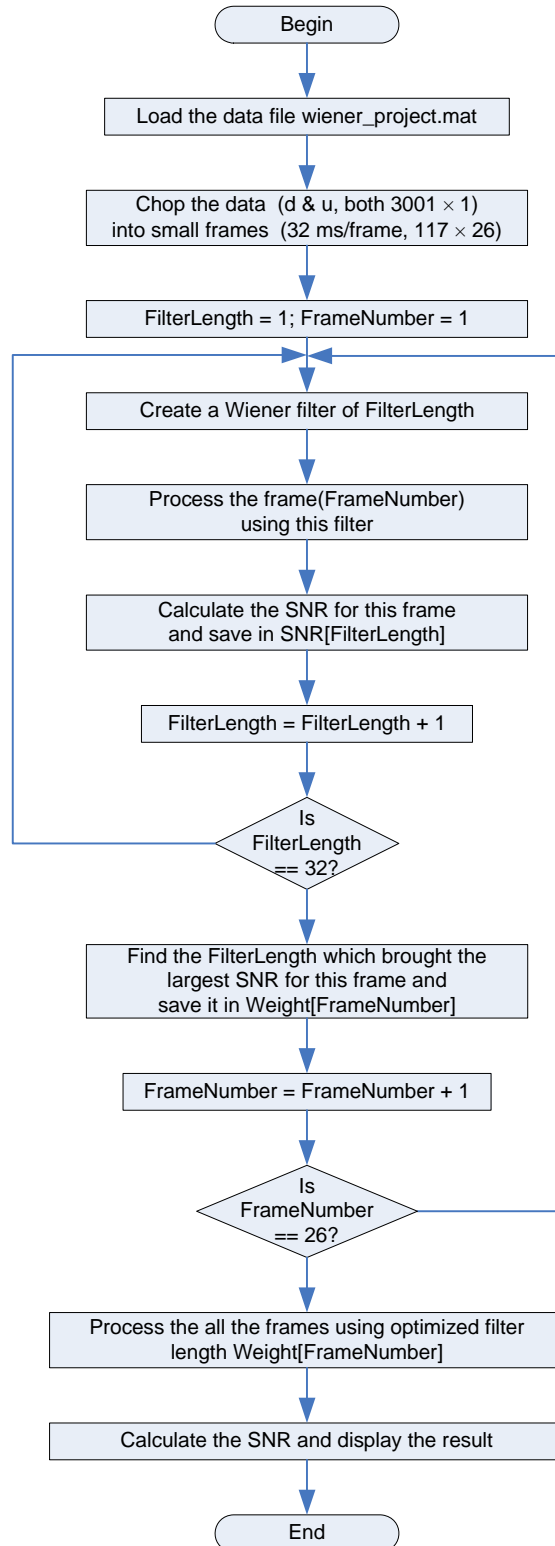 Begin
Load the data file wiener_project.mat
Chop the data (d & u, both 3001 × 1)
into small frames (32 ms/frame, 117 × 26)
FilterLength = 1; FrameNumber = 1
Create a Wiener filter of FilterLength
Process the frame(FrameNumber)
using this filter
Calculate the SNR for this frame
and save in SNR[FilterLength]
FilterLength = FilterLength + 1
Is
FilterLength
== 32?
Find the FilterLength which brought the
largest SNR for this frame and
save it in Weight[FrameNumber]
FrameNumber = FrameNumber + 1
Is
FrameNumber
== 26?
Process the all the frames using optimized filter
length Weight[FrameNumber]
Calculate the SNR and display the result
End